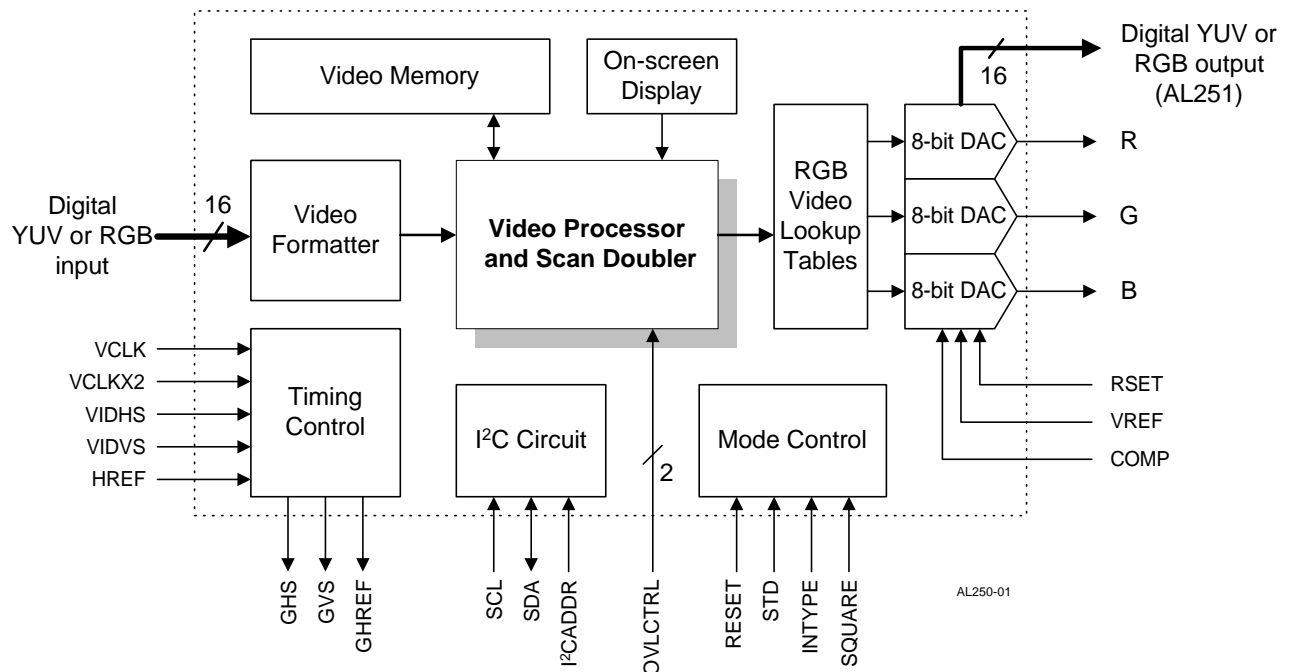 Video Memory
On-screen
Display
16
Digital YUV or
RGB output
(AL251)
Digital
YUV or RGB
input
16
Video
Formatter
Video Processor
and Scan Doubler
RGB
Video
Lookup
Tables
8-bit DAC
8-bit DAC
8-bit DAC
R
G
B
VCLK
VCLKX2
VIDHS
VIDVS
HREF
Timing
Control
I²C Circuit
2
Mode Control
RSET
VREF
COMP
GHS
GVS
GHREF
SCL
SDA
I²CADDR
OVLCTRL
RESET
STD
INTYPE
SQUARE
AL250-01